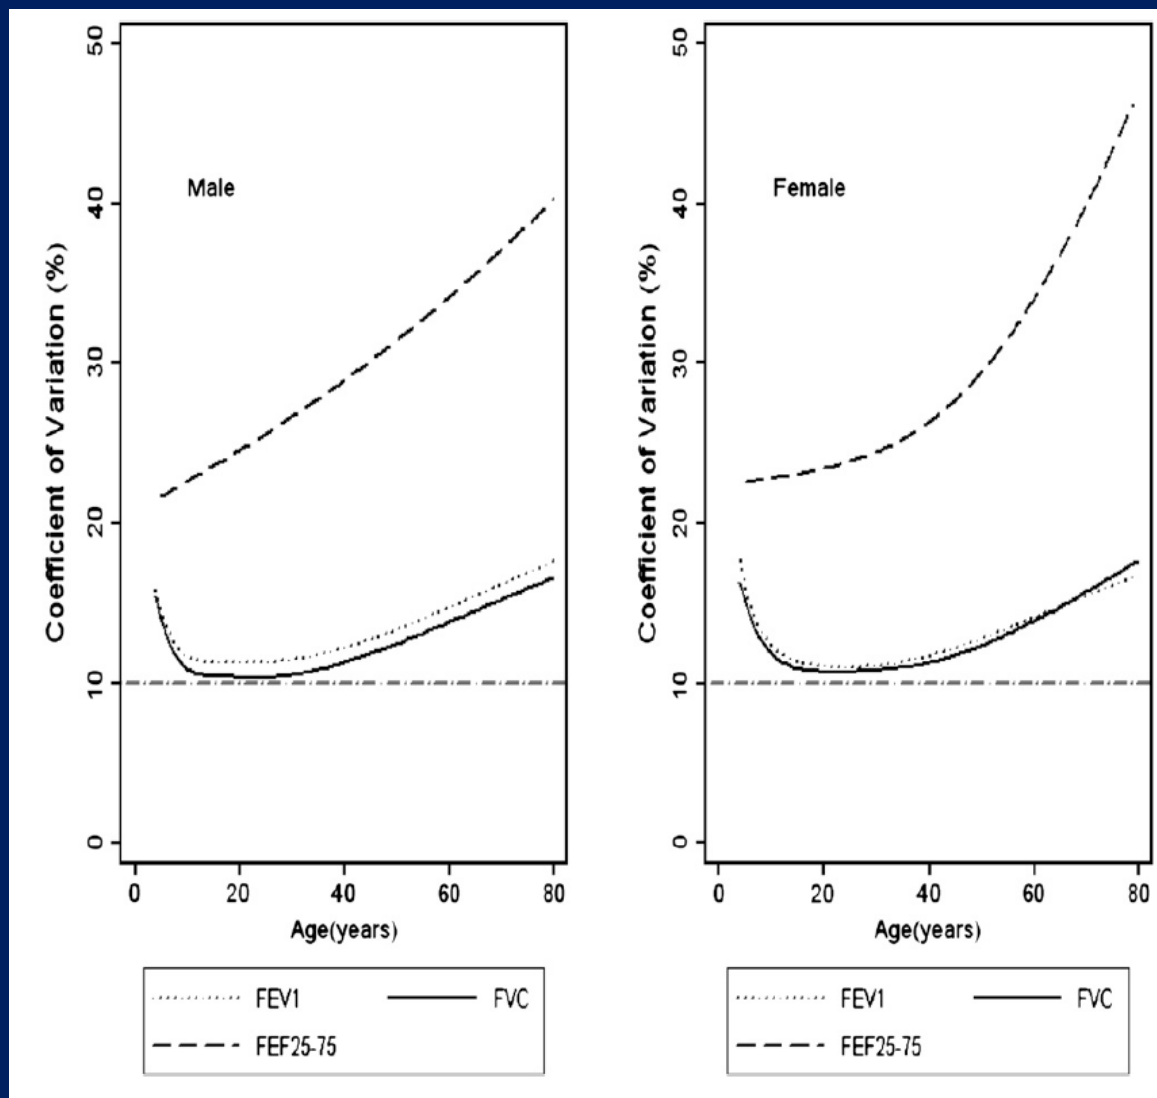 50
40
30
20
10
0
Coefficient of Variation (%)
Male
0 20 40 60 80
Age(years)
FEV1 FVC
FEF25-75
50
40
30
20
10
0
Coefficient of Variation (%)
Female
0 20 40 60 80
Age(years)
FEV1 FVC
FEF25-75